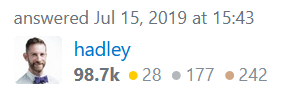 answered Jul 15, 2019 at 15:43
hadley
98.7k 28 177 242